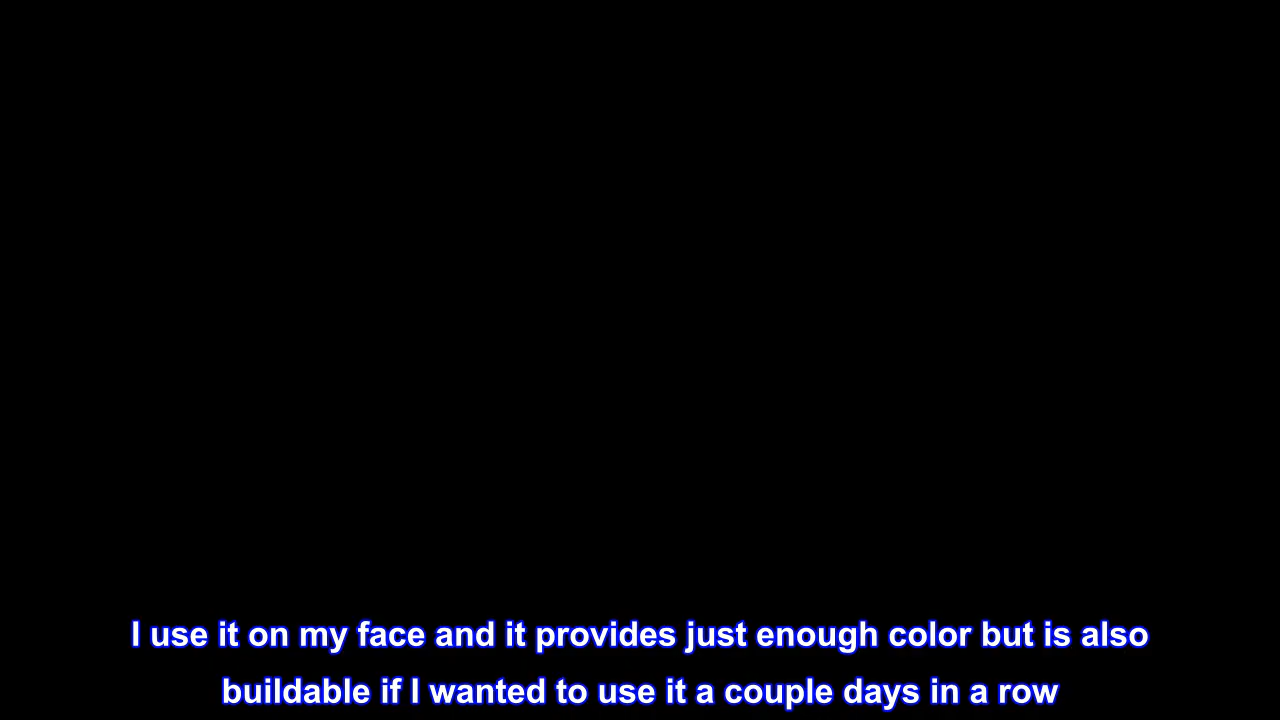 I use it on my face and it provides just enough color but is also
buildable if I wanted to use it a couple days in a row